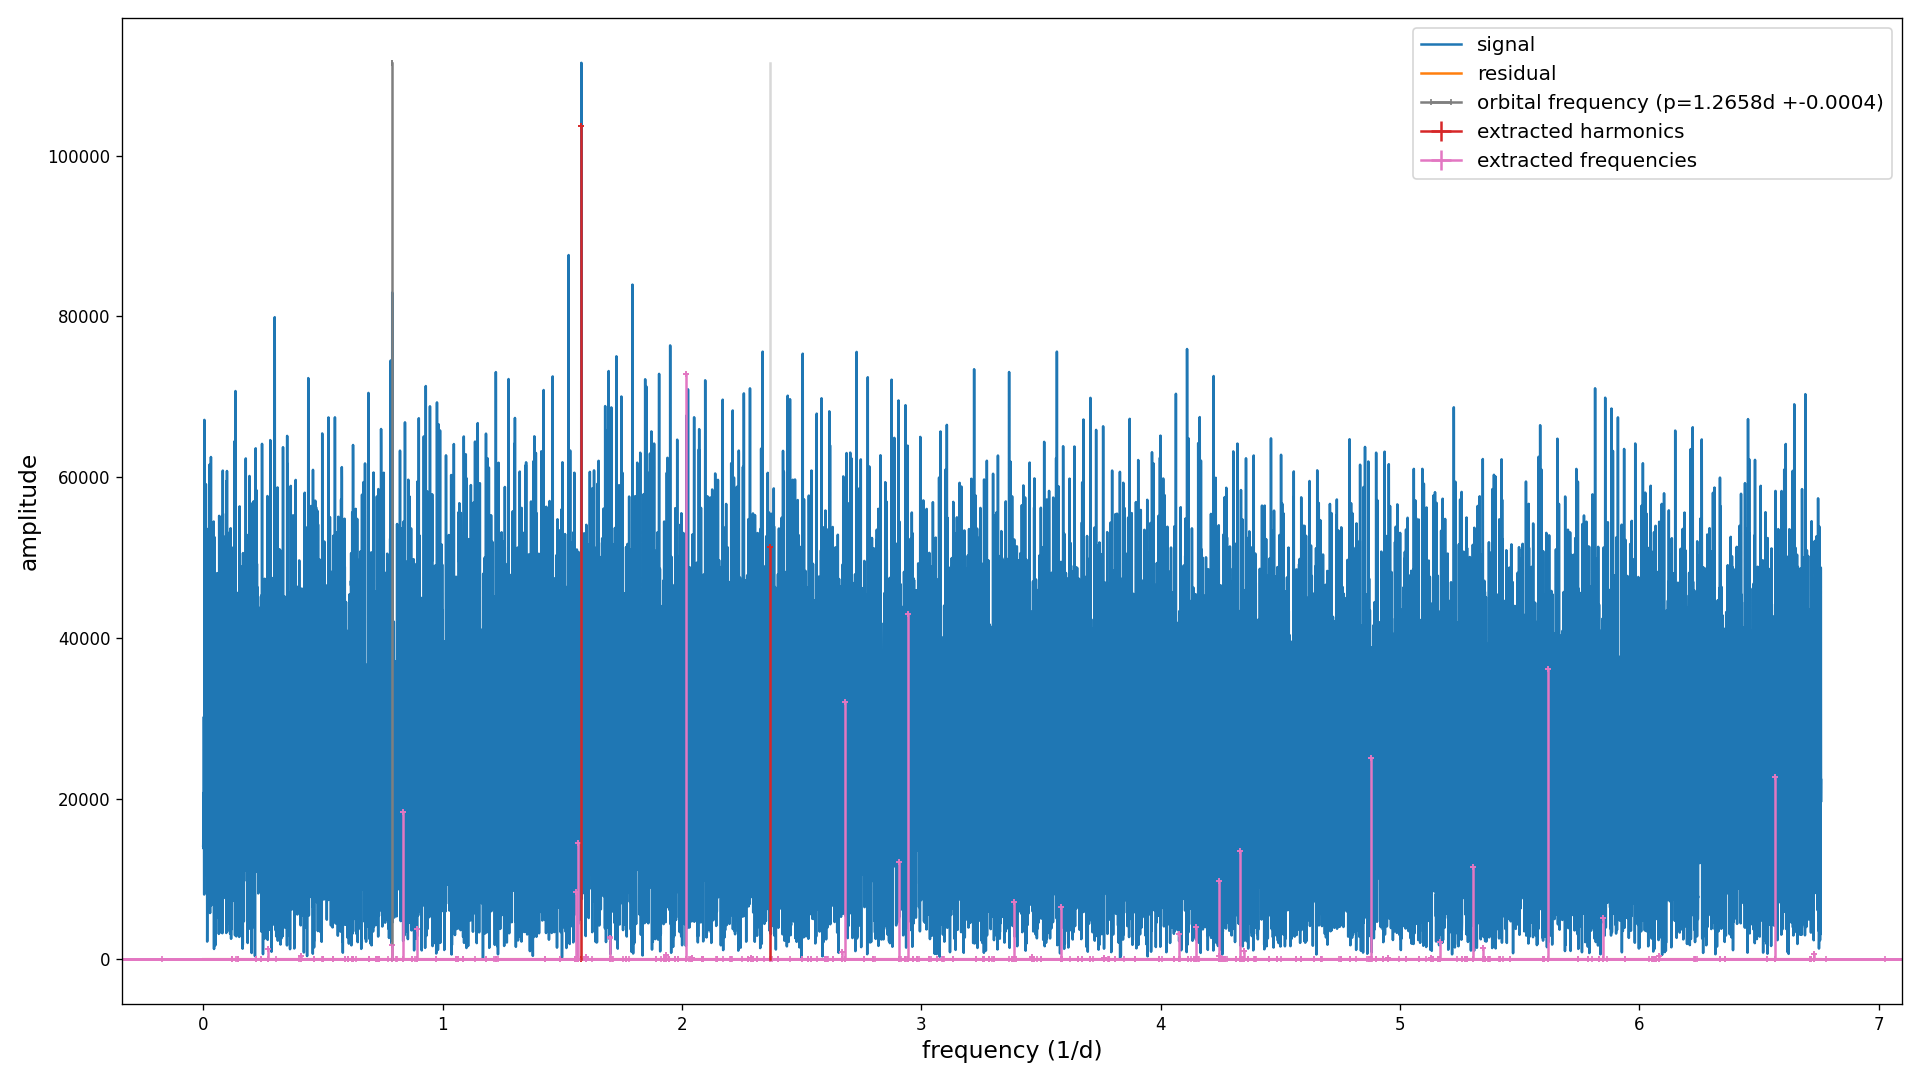 signal
residual
orbital frequency (p=1.2658d +-0.0004)
extracted harmonics
extracted frequencies
100000
80000
60000
40000
20000
0
amplitude
0 1 2 3 4 5 6 7
frequency (1/d)